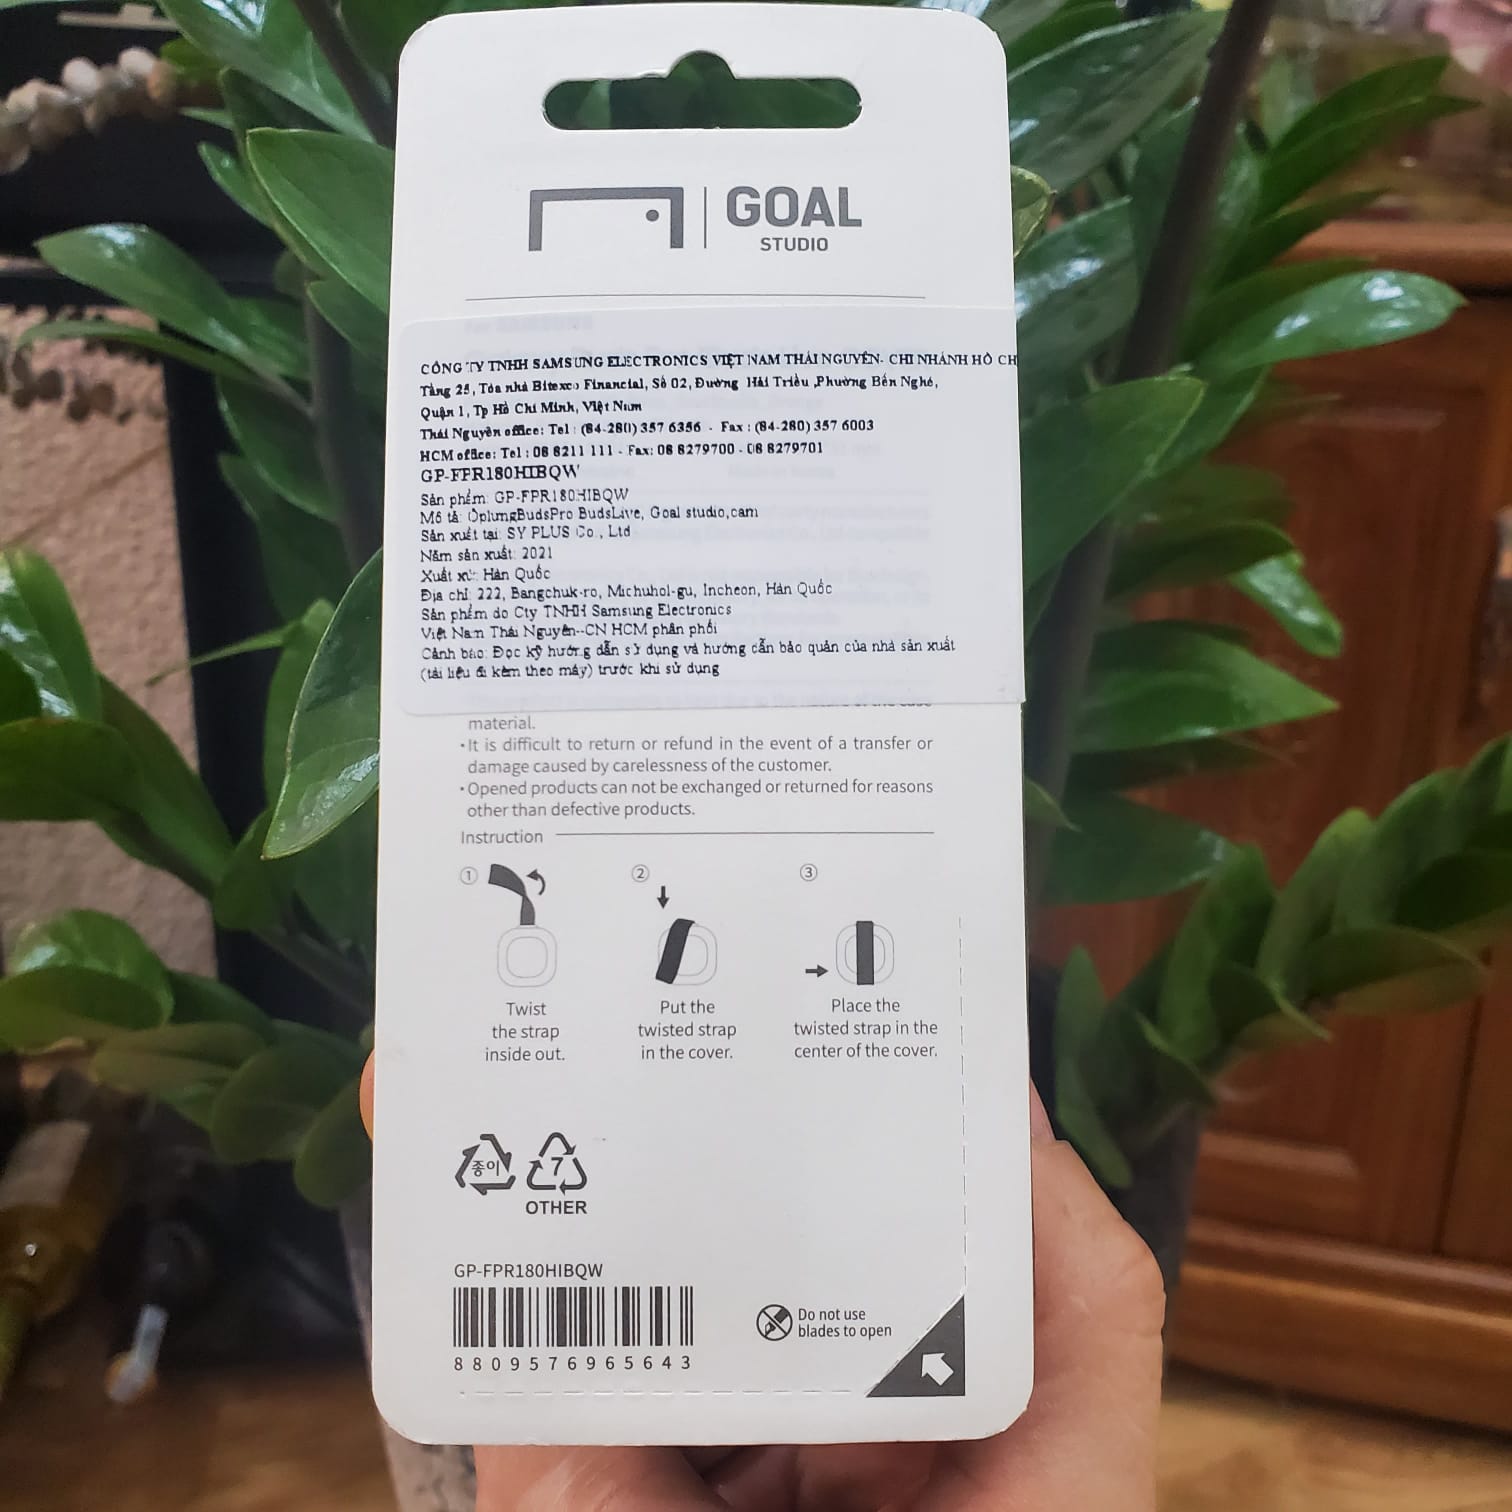 GOAL
STUDIO
CÔNG TY TNHH SAMSUNG ELECTRONICS VIỆT NAM THÁI NGUYÊN- CHI NHÁNH HỒ CH
Tầng 25, Tòa nhà Bitexco Financial, Số 02, Đường Hải Triều ,Phường Bến Nghé,
Quận 1, Tp Hồ Chí Minh, Việt Nam
Thái Nguyên office: Tel : (84-280) 357 6356 - Fax : (84-280) 357 6003
HCM office: Tel : 08 8211 111 - Fax: 08 8279700 - 08 8279701
GP-FPR180HIBQW
Sản phẩm: GP-FPR180HIBQW
Mô tả: ỐplưngBudsPro BudsLive, Goal studio,cam
Sản xuất tại: SY PLUS Co., Ltd
Năm sản xuất: 2021
Xuất xứ: Hàn Quốc
Địa chỉ: 222, Bangchuk-ro, Michuhol-gu, Incheon, Hàn Quốc
Sản phẩm do Cty TNHH Samsung Electronics
Việt Nam Thái Nguyên--CN HCM phân phối
Cảnh báo: Đọc kỹ hướng dẫn sử dụng và hướng dẫn bảo quản của nhà sản xuất
(tài liệu đi kèm theo máy) trước khi sử dụng
material.
•It is difficult to return or refund in the event of a transfer or
damage caused by carelessness of the customer.
•Opened products can not be exchanged or returned for reasons
other than defective products.
Instruction
① ② ③
Twist
the strap
inside out.
Put the
twisted strap
in the cover.
Place the
twisted strap in the
center of the cover.
종이 7
OTHER
GP-FPR180HIBQW
8809576965643
Do not use
blades to open